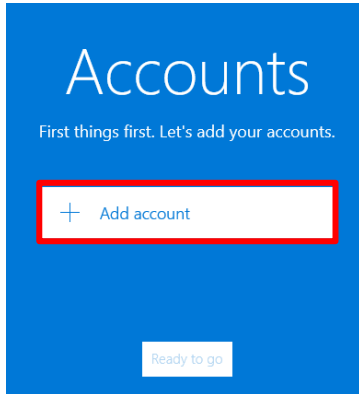 Accounts
First things first. Let's add your accounts.
Add account
Ready to go